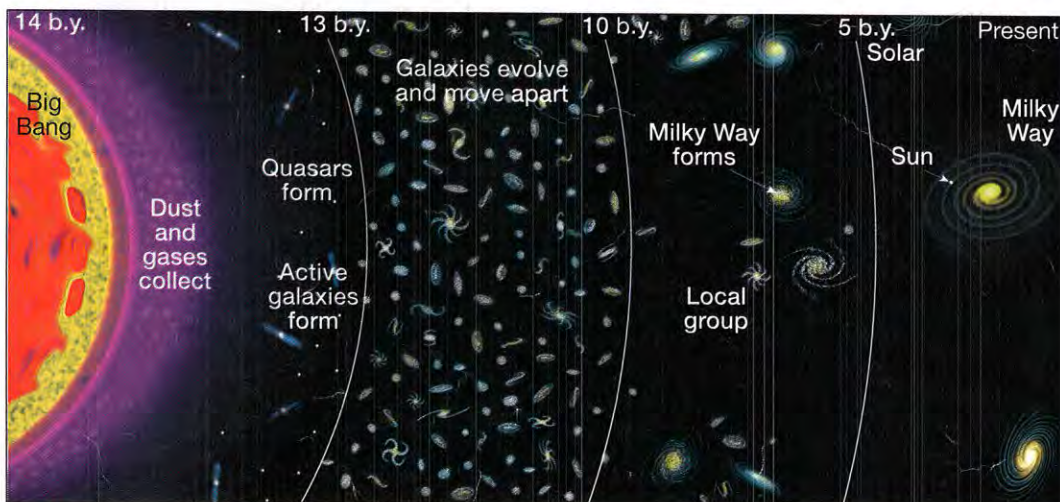 14 b.y.
13 b.y.
10 b.y.
5 b.y.
Present
Solar
Big
Bang
Galaxies evolve
and move apart
Milky Way
forms
Milky
Way
Sun
Quasars
form
Dust
and
gases
collect
Active
galaxies
form
Local
group